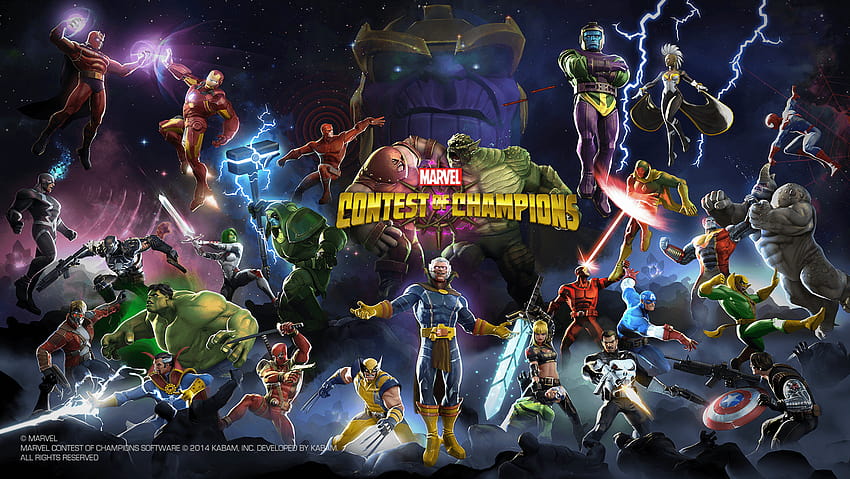 MARVEL
CONTEST OF CHAMPIONS
© MARVEL
MARVEL CONTEST OF CHAMPIONS SOFTWARE © 2014 KABAM, INC. DEVELOPED BY KABAM.
ALL RIGHTS RESERVED